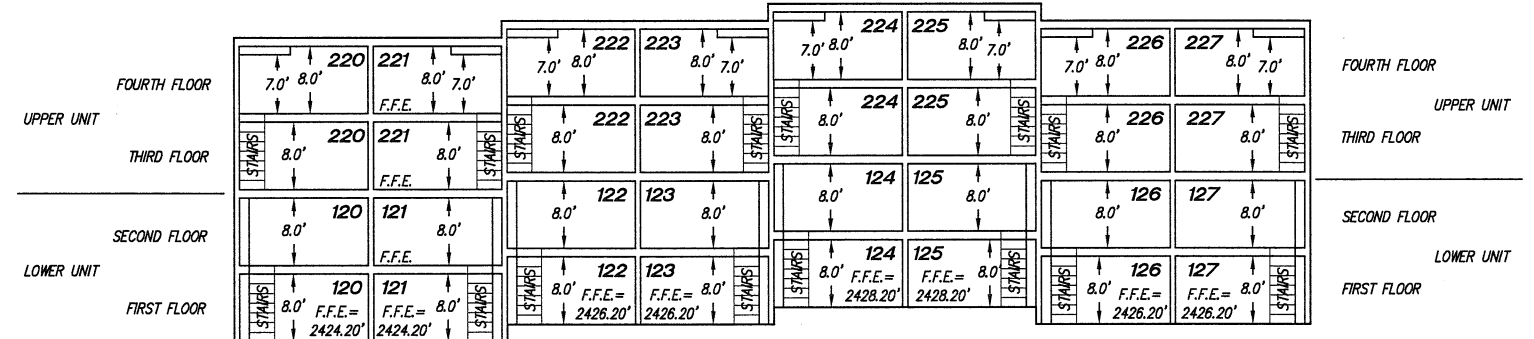 224 225
7.0' 8.0' 8.0' 7.0'
222 223 226 227
7.0' 8.0' 8.0' 7.0' 7.0' 8.0' 8.0' 7.0'
220 221
7.0' 8.0' 8.0' 7.0'
F.F.E.
FOURTH FLOOR FOURTH FLOOR
UPPER UNIT UPPER UNIT
224 225
STAIRS 8.0' 8.0' STAIRS
222 223 226 227
STAIRS 8.0' 8.0' STAIRS STAIRS 8.0' 8.0' STAIRS
220 221
STAIRS 8.0' 8.0' STAIRS
F.F.E.
THIRD FLOOR THIRD FLOOR
124 125
8.0' 8.0'
122 123 126 127
8.0' 8.0' 8.0' 8.0'
120 121
8.0' 8.0'
F.F.E.
SECOND FLOOR SECOND FLOOR
LOWER UNIT LOWER UNIT
124 125
STAIRS 8.0' F.F.E.= F.F.E.= 8.0' STAIRS
2428.20' 2428.20'
122 123 126 127
STAIRS 8.0' F.F.E.= F.F.E.= 8.0' STAIRS STAIRS 8.0' F.F.E.= F.F.E.= 8.0' STAIRS
2426.20' 2426.20' 2426.20' 2426.20'
120 121
STAIRS 8.0' F.F.E.= F.F.E.= 8.0' STAIRS
2424.20' 2424.20'
FIRST FLOOR FIRST FLOOR